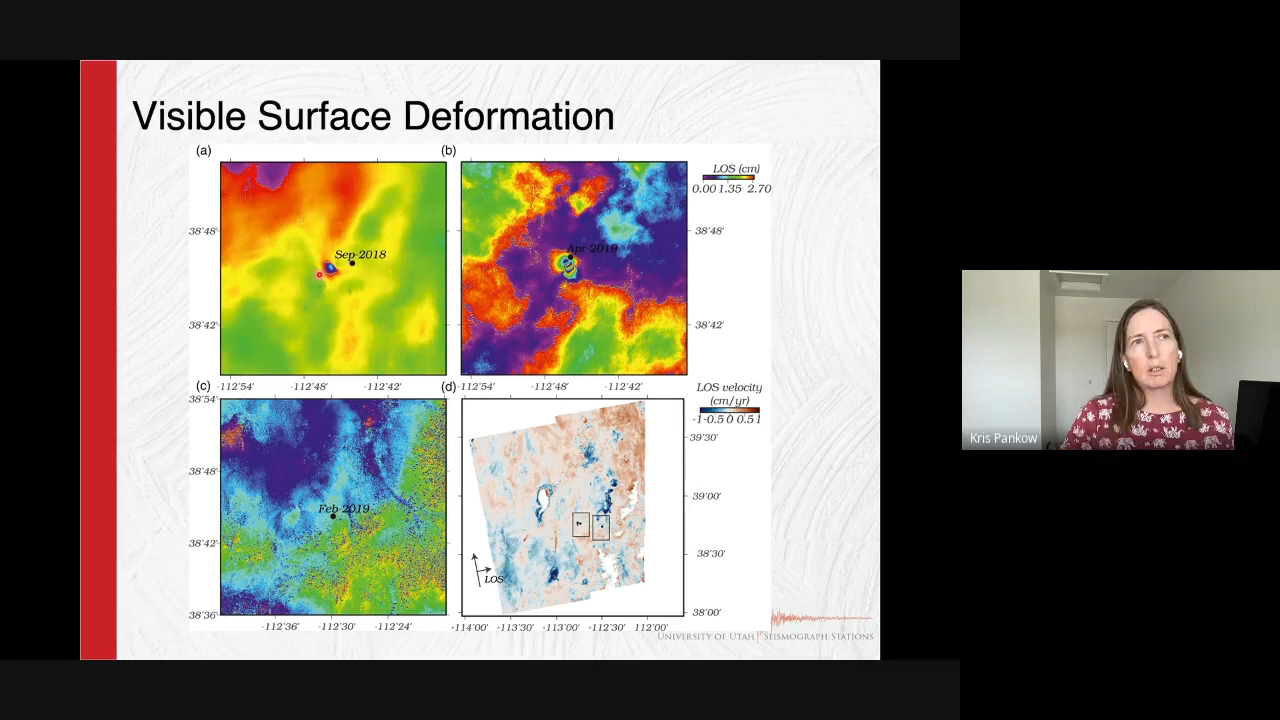 Visible Surface Deformation
(a)
(b)
LOS (cm)
0.00 1.35 2.70
38°48'
38°48'
Sep-2018
Apr-2019
38°42'
38°42'
-112°54' -112°48' -112°42'
-112°54' -112°48' -112°42'
(c)
(d)
LOS velocity
(cm/yr)
-1-0.5 0 0.5 1
38°54'
39°30'
38°48'
39°00'
Feb-2019
38°42'
38°30'
LOS
38°36'
38°00'
-112°36' -112°30' -112°24'
-114°00' -113°30' -113°00' -112°30' 112°00'
UNIVERSITY OF UTAH SEISMOGRAPH STATIONS
Kris Pankow